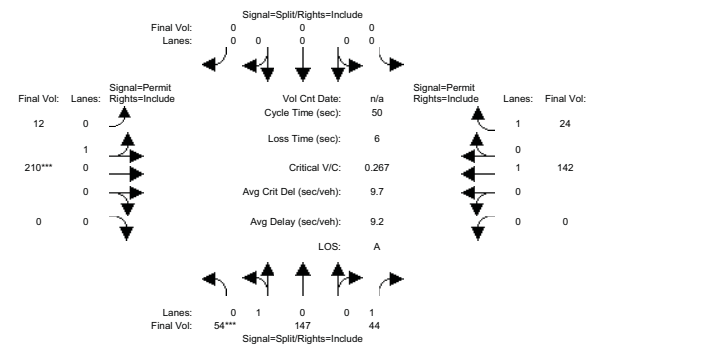 Signal=Split/Rights=Include
Final Vol: 0 0 0
Lanes: 0 0 0 0 0
Signal=Permit
Final Vol: Lanes: Rights=Include
Vol Cnt Date: n/a
Signal=Permit
Rights=Include Lanes: Final Vol:
Cycle Time (sec): 50
12 0
1 24
Loss Time (sec): 6
1
0
210*** 0
Critical V/C: 0.267
1 142
0
Avg Crit Del (sec/veh): 9.7
0
0 0
Avg Delay (sec/veh): 9.2
0 0
LOS: A
Lanes: 0 1 0 0 1
Final Vol: 54*** 147 44
Signal=Split/Rights=Include